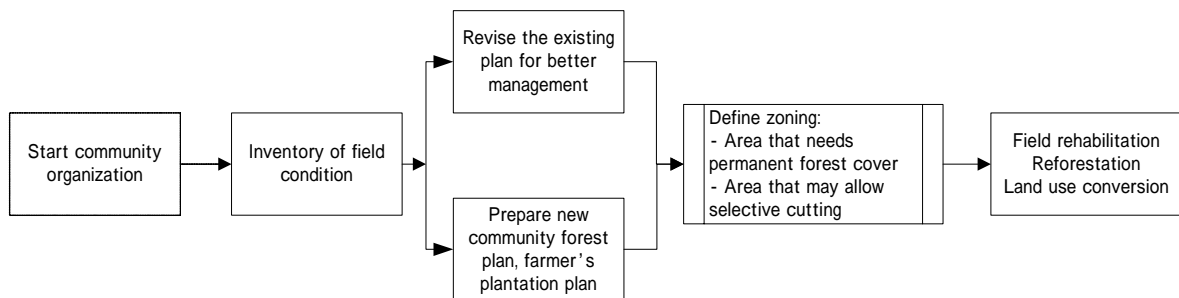 Start community
organization
Inventory of field
condition
Revise the existing
plan for better
management
Prepare new
community forest
plan, farmer's
plantation plan
Define zoning:
- Area that needs
permanent forest cover
- Area that may allow
selective cutting
Field rehabilitation
Reforestation
Land use conversion